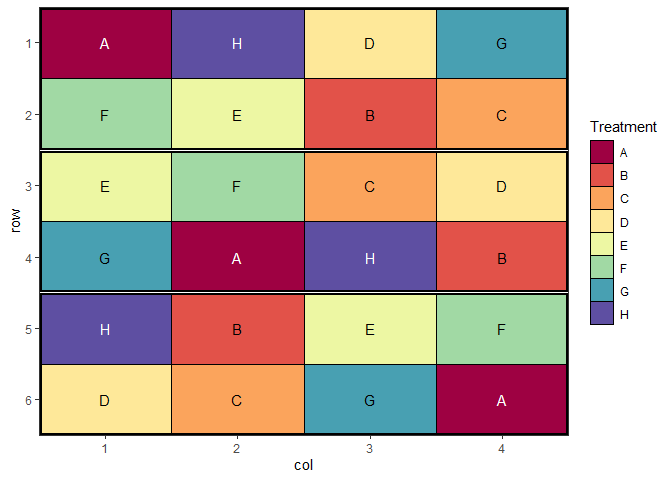 1 A H D G
2 F E B C
Treatment
A
B
C
D
E
F
G
H
3 E F C D
row
4 G A H B
5 H B E F
6 D C G A
1 2 3 4
col